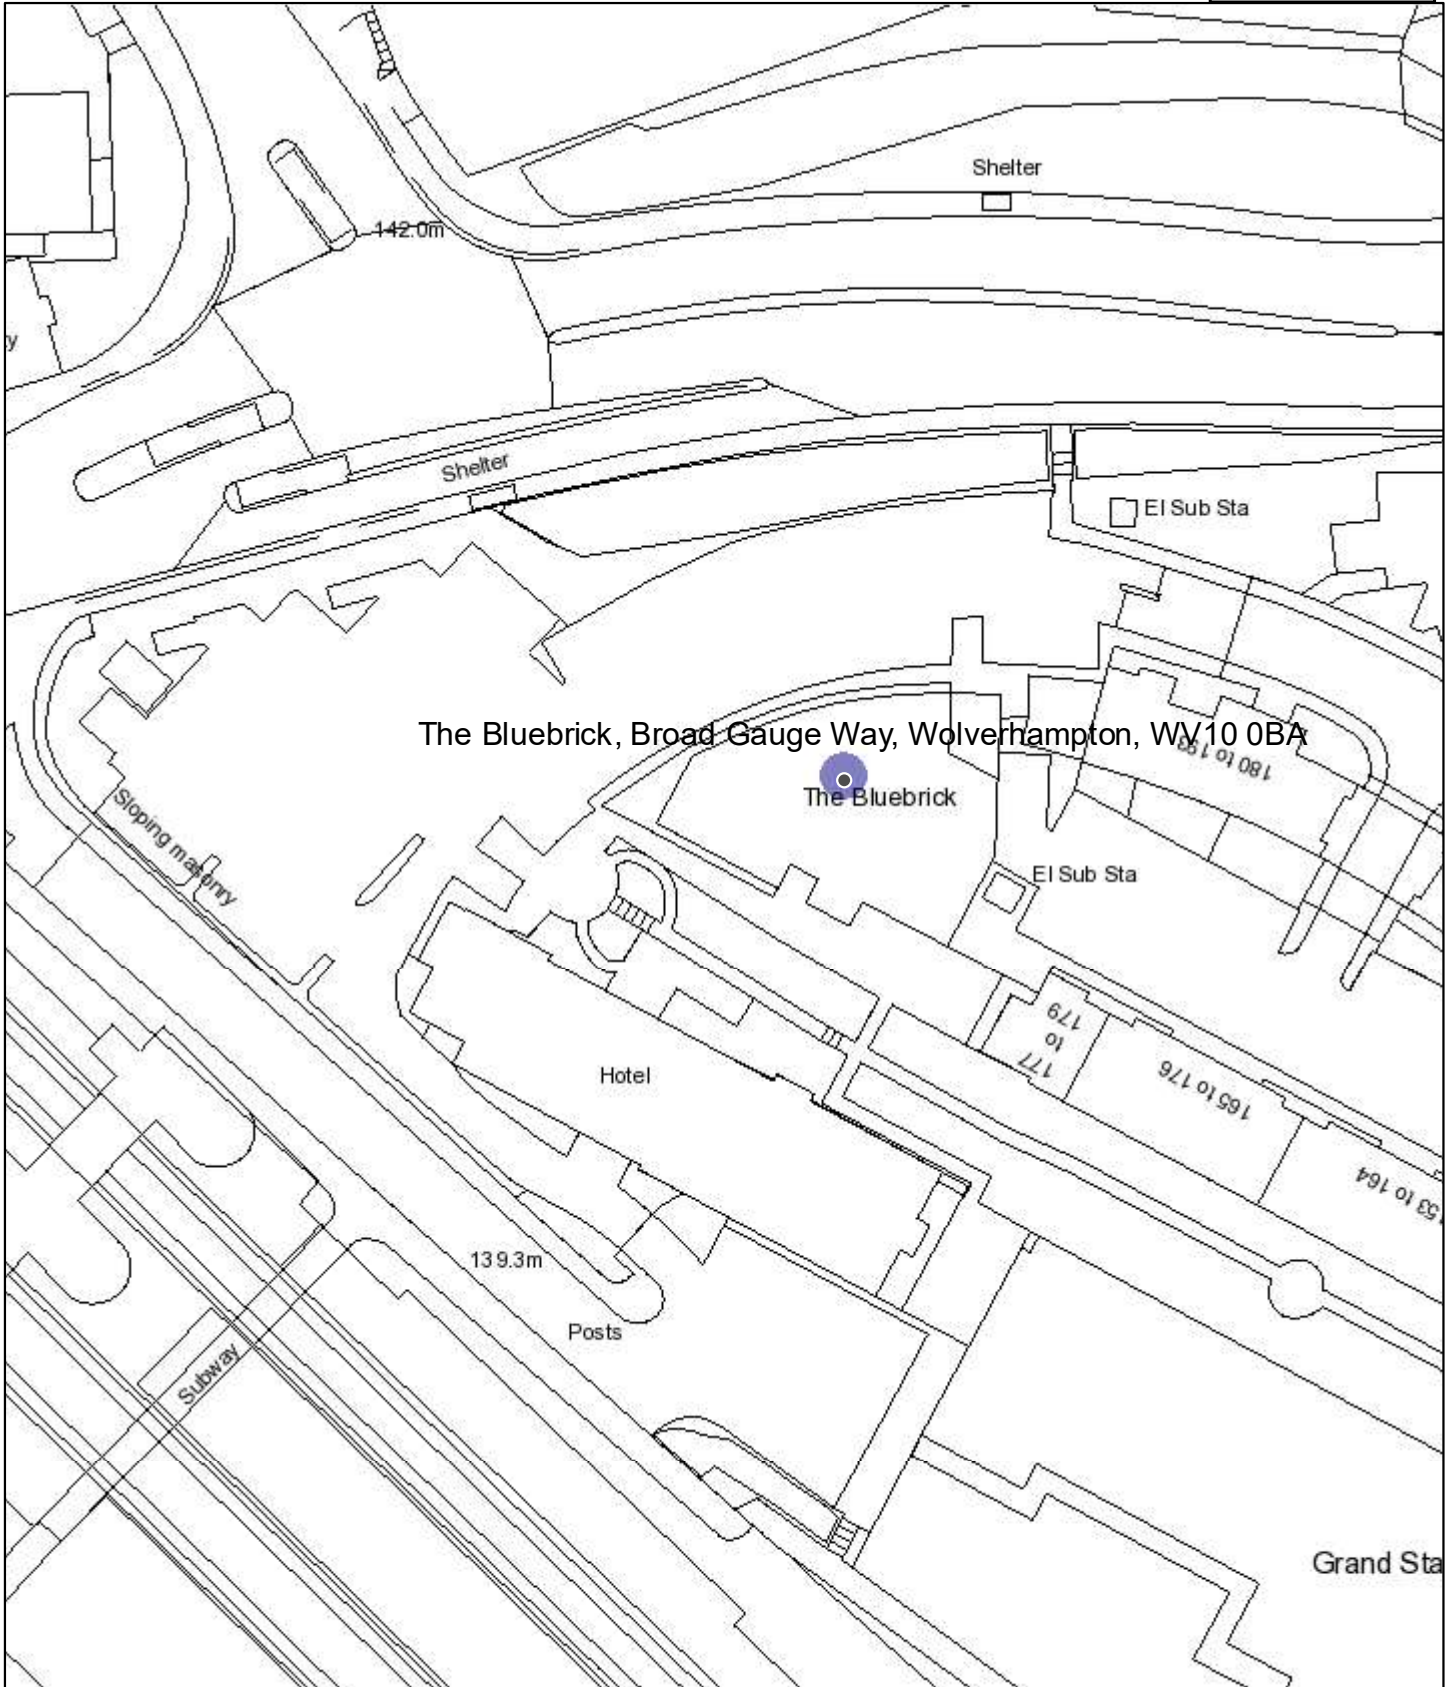 Shelter
142.0m
y
Shelter
El Sub Sta
The Bluebrick, Broad Gauge Way, Wolverhampton, WV10 0BA
180 to 193
The Bluebrick
Sloping masonry
El Sub Sta
179
to
177
165 to 176
Hotel
153 to 164
139.3m
Posts
Subway
Grand Sta